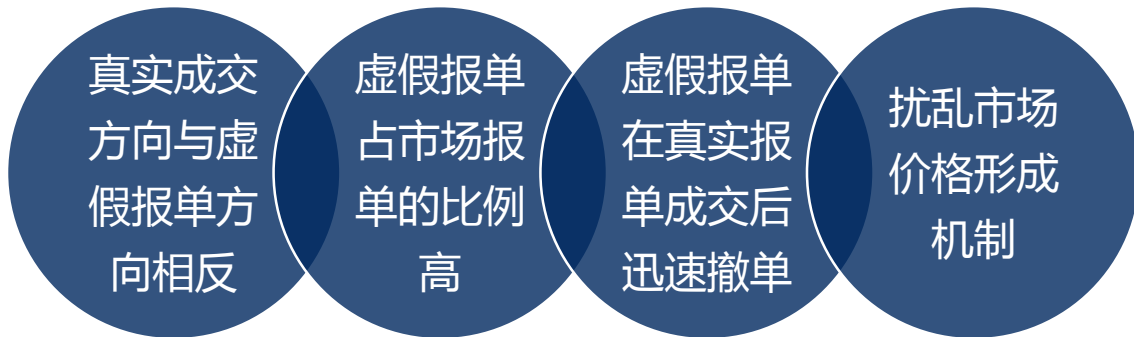 真实成交
方向与虚
假报单方
向相反
虚假报单
占市场报
单的比例
高
虚假报单
在真实报
单成交后
迅速撤单
扰乱市场
价格形成
机制